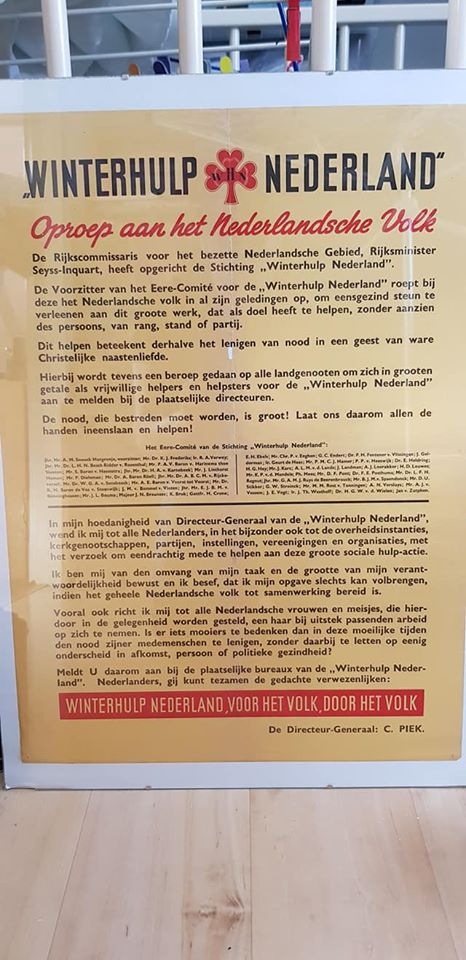 „WINTERHULP WHN NEDERLAND"
Oproep aan het Nederlandsche Volk
De Rijkscommissaris voor het bezette Nederlandsche Gebied, Rijksminister
Seyss-Inquart, heeft opgericht de Stichting „Winterhulp Nederland".
De Voorzitter van het Eere-Comité voor de „Winterhulp Nederland" roept bij
deze het Nederlandsche volk in al zijn geledingen op, om eensgezind steun te
verleenen aan dit groote werk, dat als doel heeft te helpen, zonder aanzien
des persoons, van rang, stand of partij.
Dit helpen beteekent derhalve het lenigen van nood in een geest van ware
Christelijke naastenliefde.
Hierbij wordt tevens een beroep gedaan op alle landgenooten om zich in grooten
getale als vrijwillige helpers en helpsters voor de „Winterhulp Nederland"
aan te melden bij de plaatselijke directeuren.
De nood, die bestreden moet worden, is groot! Laat ons daarom allen de
handen ineenslaan en helpen!
Het Eere-Comité van de Stichting „Winterhulp Nederland":
In mijn hoedanigheid van Directeur-Generaal van de „Winterhulp Nederland",
wend ik mij tot alle Nederlanders, in het bijzonder ook tot de overheidsinstanties,
kerkgenootschappen, partijen, instellingen, vereenigingen en organisaties, met
het verzoek om eendrachtig mede te helpen aan deze groote sociale hulp-actie.
Ik ben mij van den omvang van mijn taak en de grootte van mijn verant-
woordelijkheid bewust en ik besef, dat ik mijn opgave slechts kan volbrengen,
indien het geheele Nederlandsche volk tot samenwerking bereid is.
Vooral ook richt ik mij tot alle Nederlandsche vrouwen en meisjes, die hier-
door in de gelegenheid worden gesteld, een haar bij uitstek passenden arbeid
op zich te nemen. Is er iets mooiers te bedenken dan in deze moeilijke tijden
den nood zijner medemenschen te lenigen, zonder daarbij te letten op eenig
onderscheid in afkomst, persoon of politieke gezindheid?
Meldt U daarom aan bij de plaatselijke bureaux van de „Winterhulp Neder-
land". Nederlanders, gij kunt tezamen de gedachte verwezenlijken:
WINTERHULP NEDERLAND, VOOR HET VOLK, DOOR HET VOLK
De Directeur-Generaal: C. PIEK.